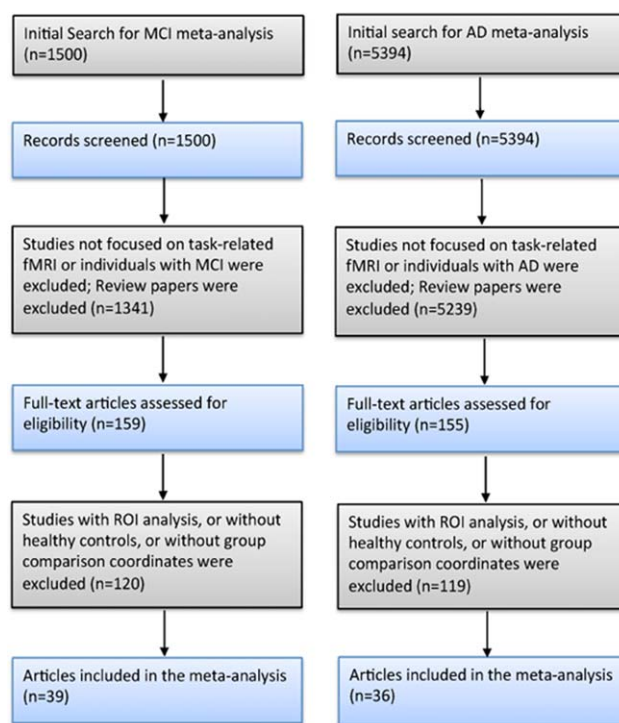 Initial Search for MCI meta-analysis
(n=1500)
Records screened (n=1500)
Studies not focused on task-related
fMRI or individuals with MCI were
excluded; Review papers were
excluded (n=1341)
Full-text articles assessed for
eligibility (n=159)
Studies with ROI analysis, or without
healthy controls, or without group
comparison coordinates were
excluded (n=120)
Articles included in the meta-analysis
(n=39)
Initial search for AD meta-analysis
(n=5394)
Records screened (n=5394)
Studies not focused on task-related
fMRI or individuals with AD were
excluded; Review papers were
excluded (n=5239)
Full-text articles assessed for
eligibility (n=155)
Studies with ROI analysis, or without
healthy controls, or without group
comparison coordinates were
excluded (n=119)
Articles included in the meta-analysis
(n=36)